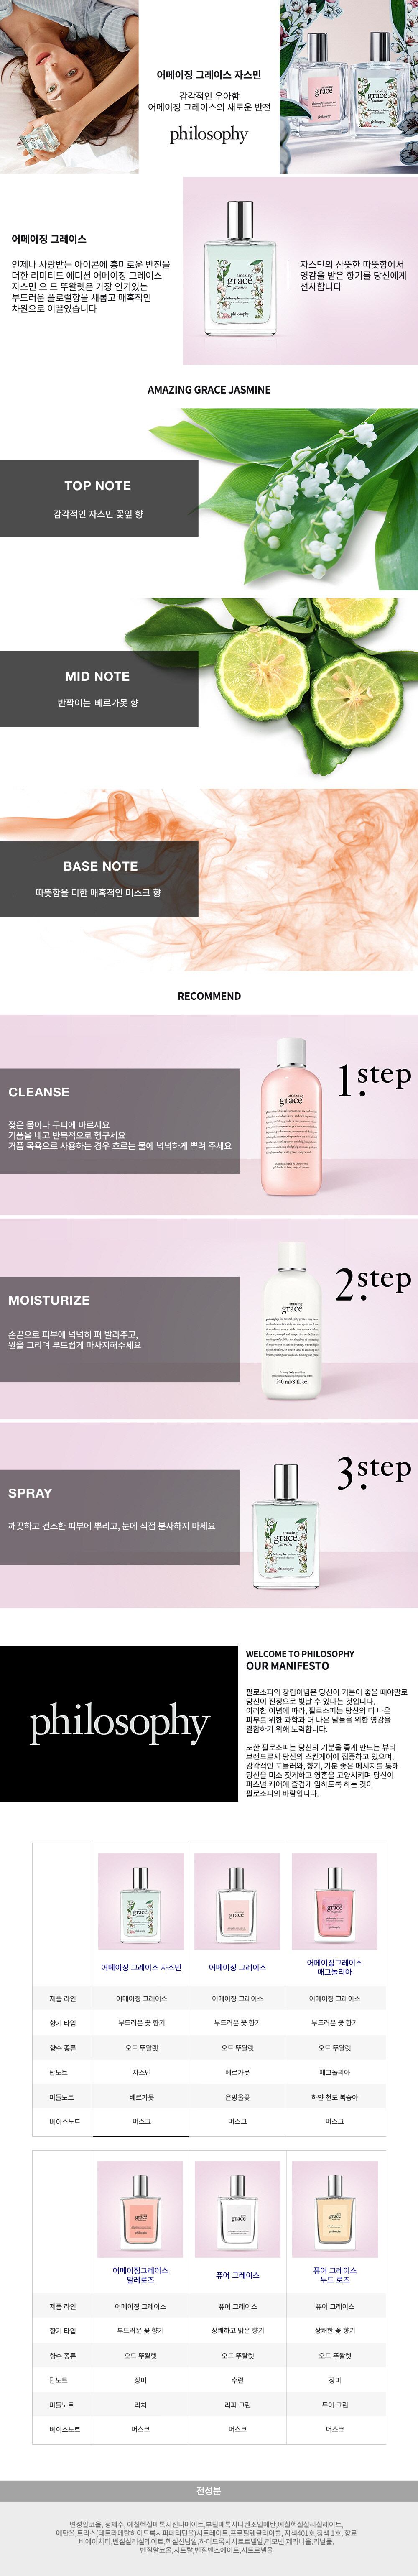 어메이징 그레이스 자스민
감각적인 우아함
어메이징 그레이스의 새로운 반전
philosophy
어메이징 그레이스
언제나 사랑받는 아이콘에 흥미로운 반전을
더한 리미티드 에디션 어메이징 그레이스
자스민 오 드 뚜왈렛은 가장 인기있는
부드러운 플로럴향을 새롭고 매혹적인
차원으로 이끌었습니다
amazing
grace
jasmine
philosophy
자스민의 산뜻한 따뜻함에서
영감을 받은 향기를 당신에게
선사합니다
AMAZING GRACE JASMINE
TOP NOTE
감각적인 자스민 꽃잎 향
MID NOTE
반짝이는 베르가못 향
BASE NOTE
따뜻함을 더한 매혹적인 머스크 향
RECOMMEND
1.step
CLEANSE
젖은 몸이나 두피에 바르세요
거품을 내고 반복적으로 헹구세요
거품 목욕으로 사용하는 경우 흐르는 물에 넉넉하게 뿌려 주세요
amazing
grace
2.step
MOISTURIZE
손끝으로 피부에 넉넉히 펴 발라주고,
원을 그리며 부드럽게 마사지해주세요
amazing
grace
240 ml/8 fl. oz.
3.step
SPRAY
깨끗하고 건조한 피부에 뿌리고, 눈에 직접 분사하지 마세요
amazing
grace
jasmine
philosophy
philosophy
WELCOME TO PHILOSOPHY
OUR MANIFESTO
필로소피의 창립이념은 당신이 기분이 좋을 때야말로
당신이 진정으로 빛날 수 있다는 것입니다.
이러한 이념에 따라, 필로소피는 당신의 더 나은
피부를 위한 과학과 더 나은 날들을 위한 영감을
결합하기 위해 노력합니다.
또한 필로소피는 당신의 기분을 좋게 만드는 뷰티
브랜드로서 당신의 스킨케어에 집중하고 있으며,
감각적인 포뮬러와, 향기, 기분 좋은 메시지를 통해
당신을 미소 짓게하고 영혼을 고양시키며 당신이
퍼스널 케어에 즐겁게 임하도록 하는 것이
필로소피의 바람입니다.
어메이징 그레이스 자스민 어메이징 그레이스 어메이징그레이스
매그놀리아
제품 라인 어메이징 그레이스 어메이징 그레이스 어메이징 그레이스
향기 타입 부드러운 꽃 향기 부드러운 꽃 향기 부드러운 꽃 향기
향수 종류 오드 뚜왈렛 오드 뚜왈렛 오드 뚜왈렛
탑노트 자스민 베르가못 매그놀리아
미들노트 베르가못 은방울꽃 하얀 천도 복숭아
베이스노트 머스크 머스크 머스크
어메이징그레이스 퓨어 그레이스 퓨어 그레이스
발레로즈 누드 로즈
제품 라인 어메이징 그레이스 퓨어 그레이스 퓨어 그레이스
향기 타입 부드러운 꽃 향기 상쾌하고 맑은 향기 상쾌한 꽃 향기
향수 종류 오드 뚜왈렛 오드 뚜왈렛 오드 뚜왈렛
탑노트 장미 수련 장미
미들노트 리치 리피 그린 듀이 그린
베이스노트 머스크 머스크 머스크
전성분
변성알코올, 정제수, 에칠헥실메톡시신나메이트,부틸메톡시디벤조일메탄,에칠헥실살리실레이트,
에탄올,트리스(테트라메칠하이드록시피페리딘올)시트레이트,프로필렌글라이콜, 자색401호,청색 1호, 향료
비에이치티,벤질살리실레이트,헥실신남알,하이드록시시트로넬알,리모넨,제라니올,리날룰,
벤질알코올,시트랄,벤질벤조에이트,시트로넬올